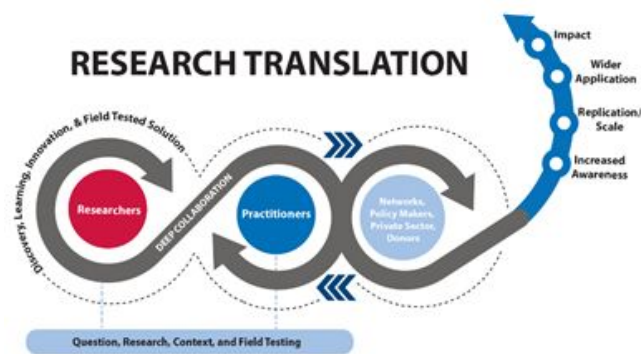 RESEARCH TRANSLATION
Impact
Wider
Application
Replication/
Scale
Increased
Awareness
Discovery, Learning, Innovation, & Field Tested Solution
Researchers
DEEP COLLABORATION
Practitioners
Networks,
Policy Makers,
Private Sector,
Donors
Question, Research, Context, and Field Testing